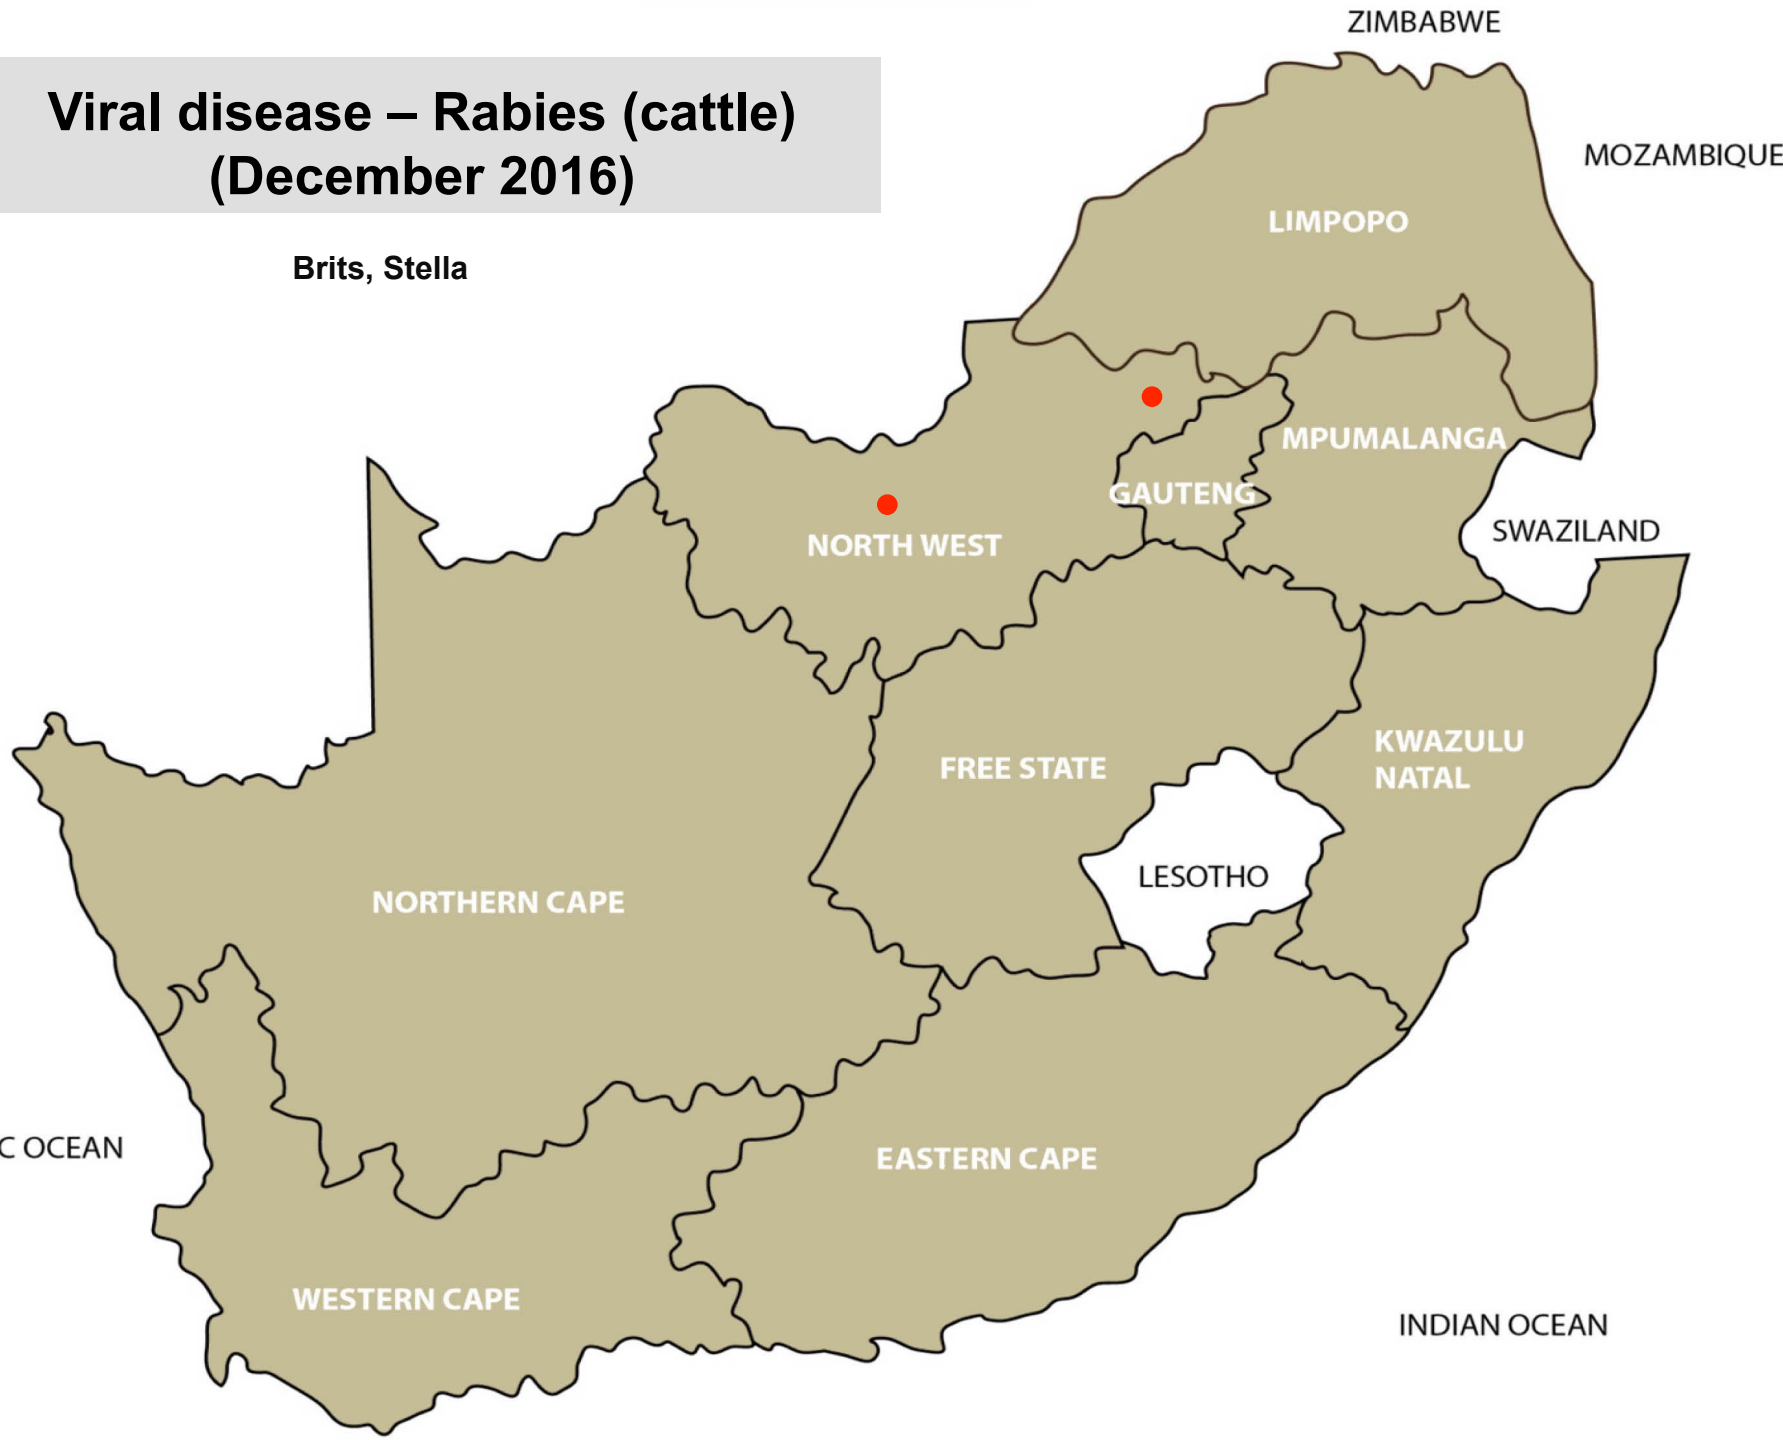 ZIMBABWE
Viral disease – Rabies (cattle)
(December 2016)
MOZAMBIQUE
LIMPOPO
Brits, Stella
MPUMALANGA
GAUTENG
SWAZILAND
NORTH WEST
KWAZULU
NATAL
FREE STATE
LESOTHO
NORTHERN CAPE
C OCEAN
EASTERN CAPE
WESTERN CAPE
INDIAN OCEAN